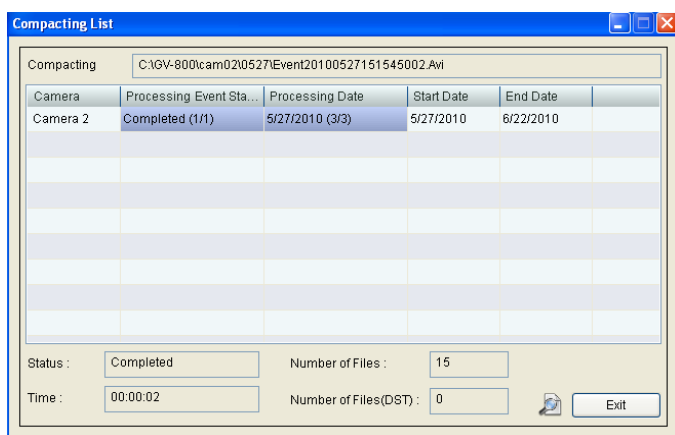 Compacting List
Compacting C:\GV-800\cam02\0527\Event20100527151545002.Avi
Camera Processing Event Sta... Processing Date Start Date End Date
Camera 2 Completed (1/1) 5/27/2010 (3/3) 5/27/2010 6/22/2010
Status : Completed Number of Files : 15
Time : 00:00:02 Number of Files(DST) : 0 Exit